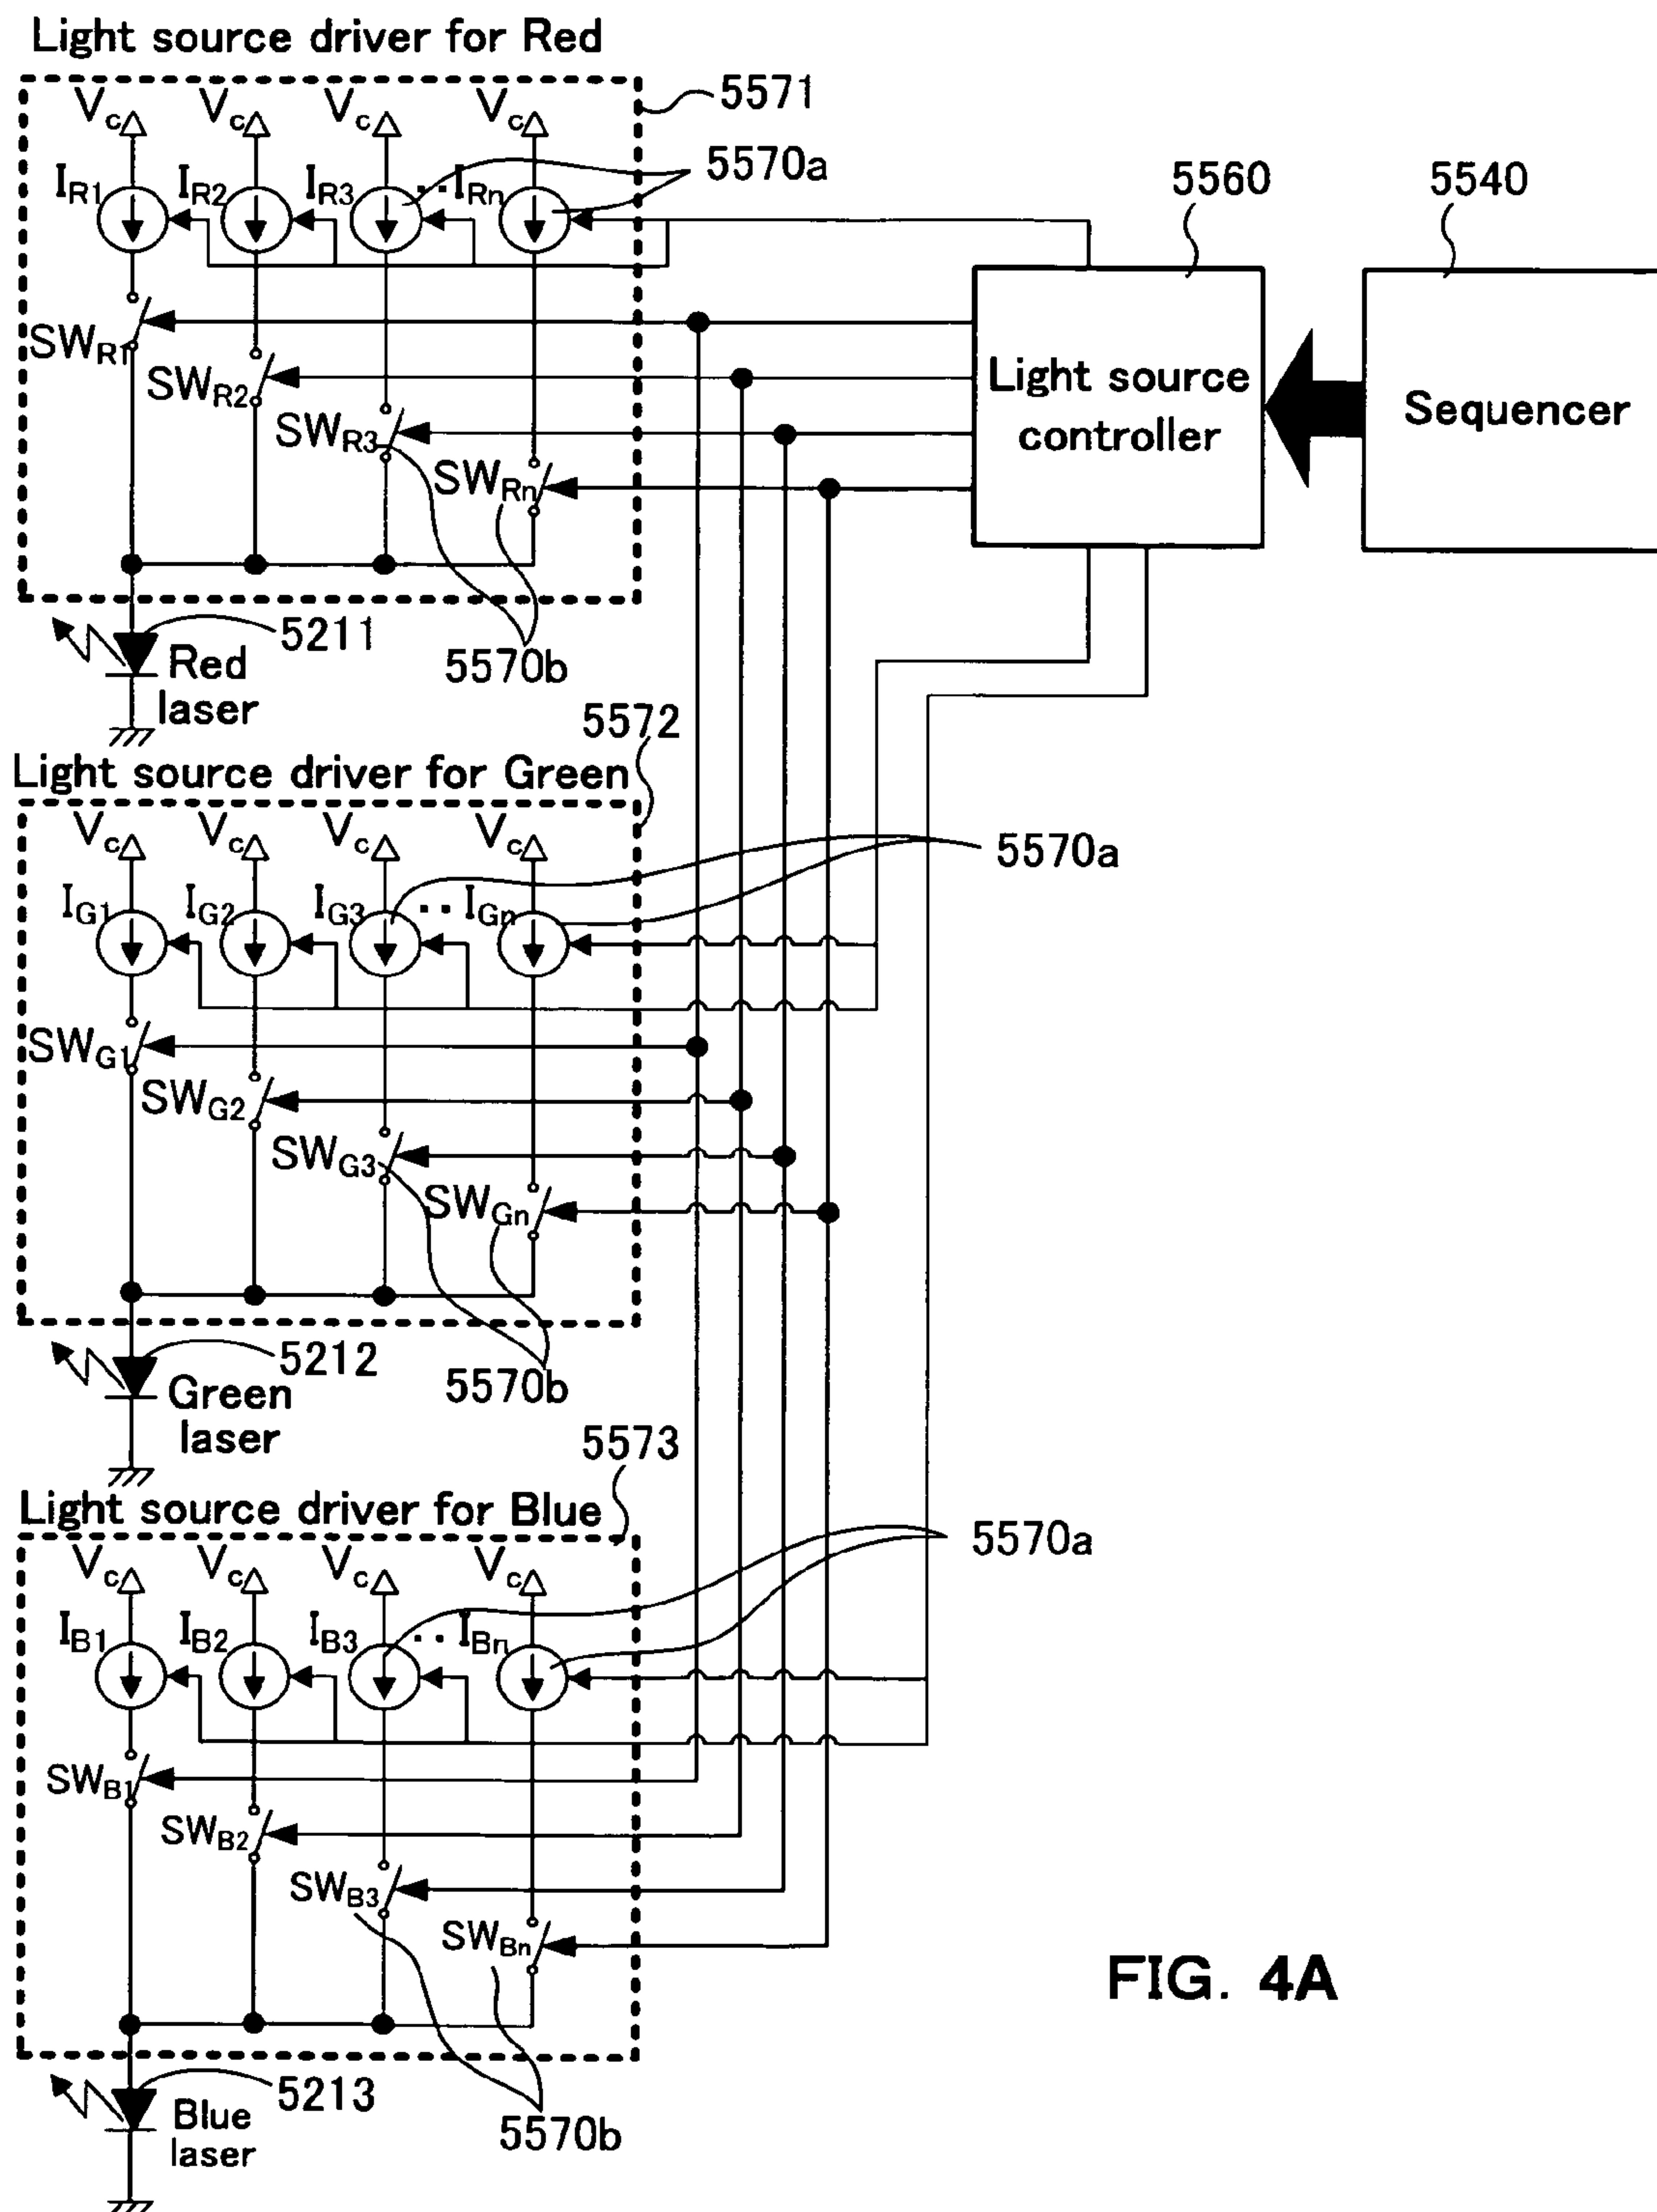 Light source driver for Red
Vc Vc Vc Vc
5571
IR1 IR2 IR3 ‥IRn
5570a
5560
5540
SWR1
SWR2
SWR3
SWRn
Light source
controller
Sequencer
5211
Red
laser
5570b
5572
Light source driver for Green
Vc Vc Vc Vc
5570a
IG1 IG2 IG3 ‥IGn
SWG1
SWG2
SWG3
SWGn
5212
Green
laser
5570b
5573
Light source driver for Blue
Vc Vc Vc Vc
5570a
IB1 IB2 IB3 ‥IBn
SWB1
SWB2
SWB3
SWBn
FIG. 4A
5213
Blue
laser
5570b